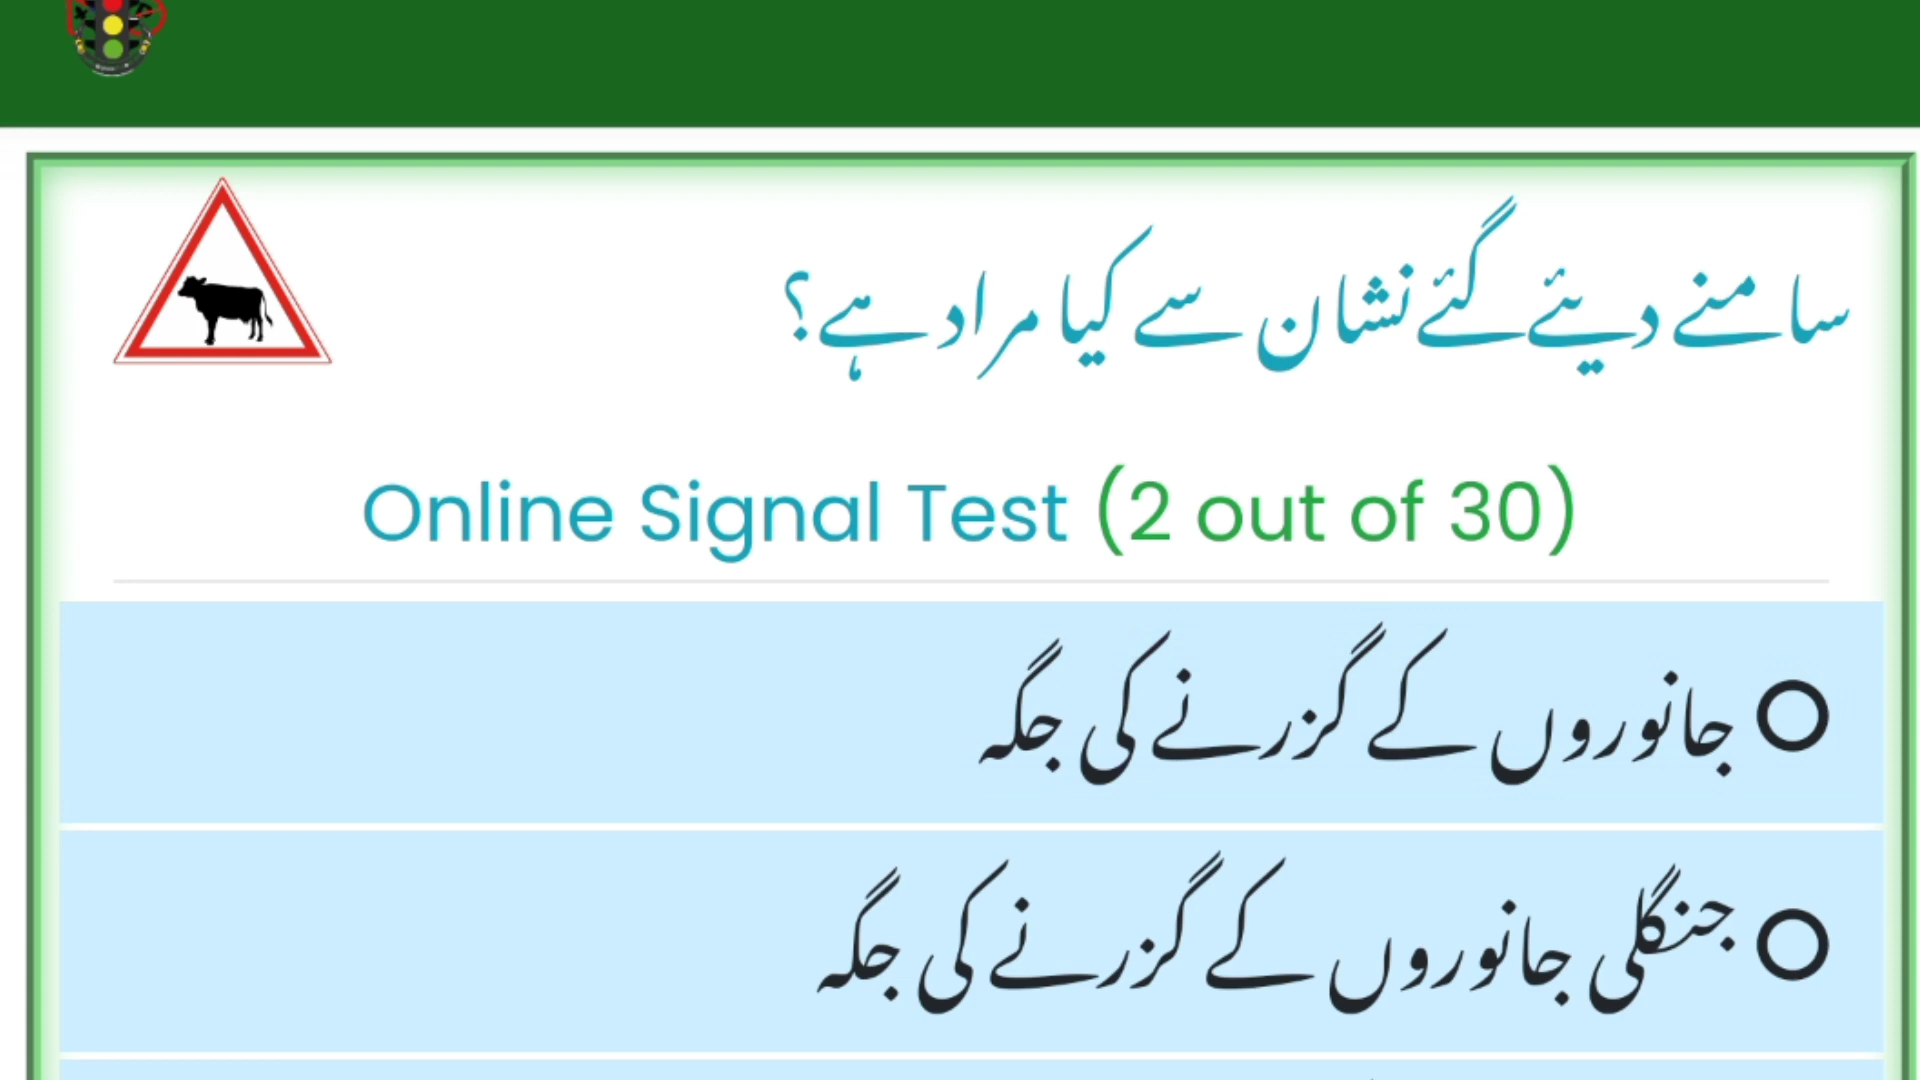 سامنے دیئے گئے نشان سے کیا مراد ہے؟
Online Signal Test (2 out of 30)
جانوروں کے گزرنے کی جگہ
جنگلی جانوروں کے گزرنے کی جگہ